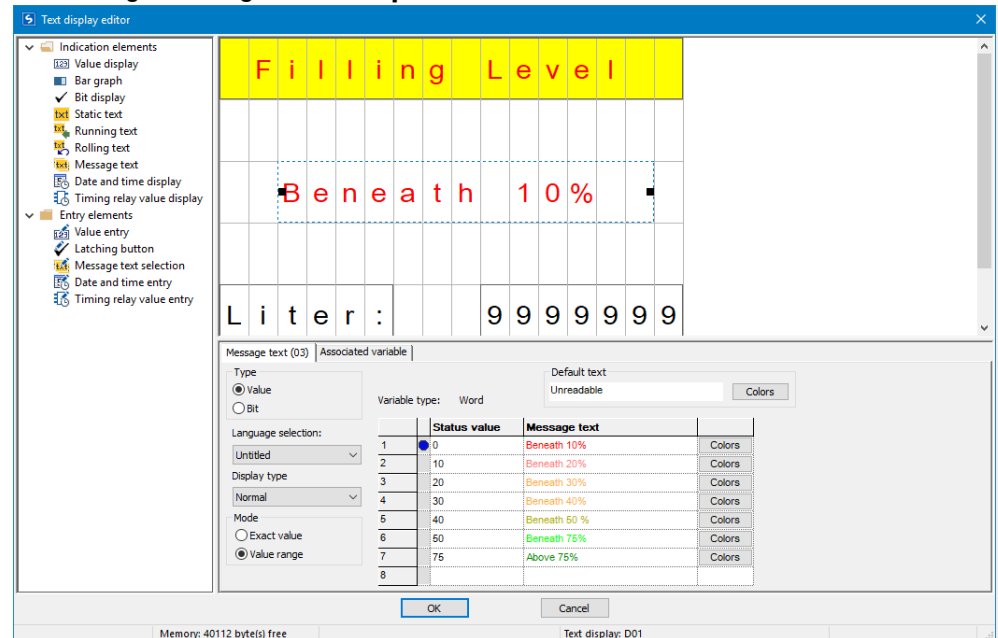 Text display editor
Indication elements
Value display
Bar graph
Bit display
Static text
Running text
Rolling text
Message text
Date and time display
Timing relay value display
Entry elements
Value entry
Latching button
Message text selection
Date and time entry
Timing relay value entry
Filling Level
Beneath 10%
Liter: 9999999
Message text (03) Associated variable
Type
Value
Bit
Variable type: Word
Default text
Unreadable Colors
Language selection:
Untitled
Display type
Normal
Mode
Exact value
Value range
Status value Message text
1 0 Beneath 10% Colors
2 10 Beneath 20% Colors
3 20 Beneath 30% Colors
4 30 Beneath 40% Colors
5 40 Beneath 50 % Colors
6 50 Beneath 75% Colors
7 75 Above 75% Colors
8
OK Cancel
Memory: 40112 byte(s) free Text display: D01